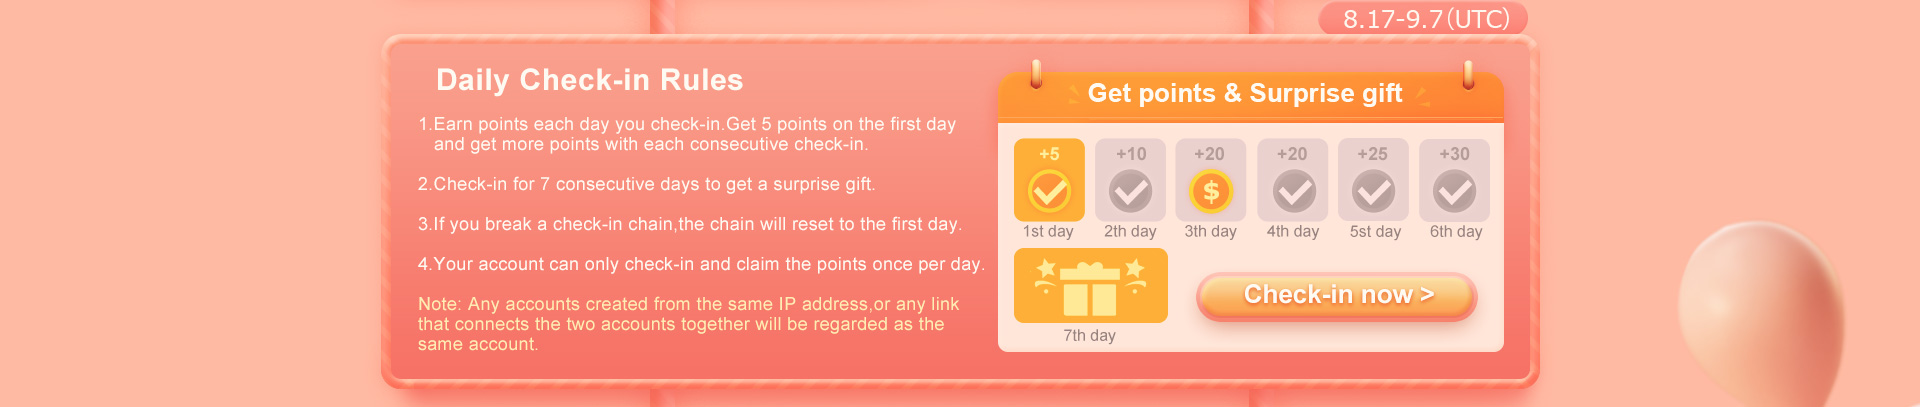 8.17-9.7(UTC)
Daily Check-in Rules
1.Earn points each day you check-in.Get 5 points on the first day
and get more points with each consecutive check-in.
2.Check-in for 7 consecutive days to get a surprise gift.
3.If you break a check-in chain,the chain will reset to the first day.
4.Your account can only check-in and claim the points once per day.
Note: Any accounts created from the same IP address,or any link
that connects the two accounts together will be regarded as the
same account.
Get points & Surprise gift
+5 +10 +20 +20 +25 +30
$
1st day 2th day 3th day 4th day 5st day 6th day
Check-in now >
7th day